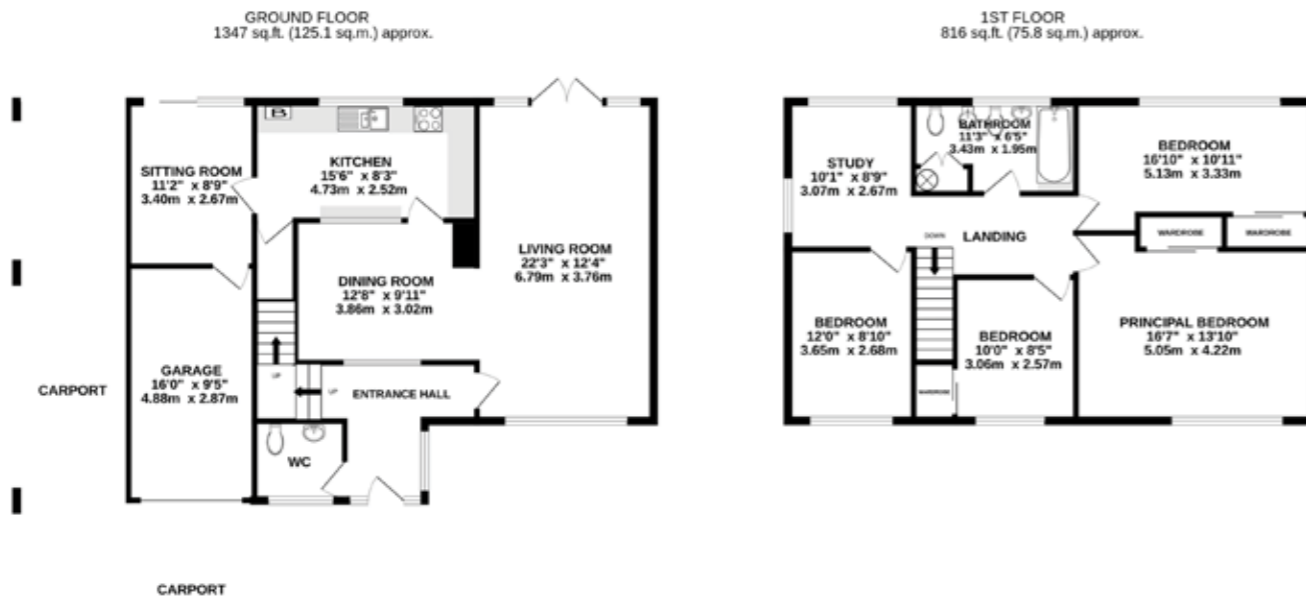 GROUND FLOOR
1347 sq.ft. (125.1 sq.m.) approx.
SITTING ROOM
11'2" x 8'9"
3.40m x 2.67m
B
KITCHEN
15'6" x 8'3"
4.73m x 2.52m
LIVING ROOM
22'3" x 12'4"
6.79m x 3.76m
DINING ROOM
12'8" x 9'11"
3.86m x 3.02m
GARAGE
16'0" x 9'5"
4.88m x 2.87m
CARPORT
UP
UP
ENTRANCE HALL
WC
CARPORT
1ST FLOOR
816 sq.ft. (75.8 sq.m.) approx.
BATHROOM
11'3" x 6'5"
3.43m x 1.95m
STUDY
10'1" x 8'9"
3.07m x 2.67m
BEDROOM
16'10" x 10'11"
5.13m x 3.33m
DOWN
LANDING
WARDROBE
WARDROBE
BEDROOM
12'0" x 8'10"
3.65m x 2.68m
BEDROOM
10'0" x 8'5"
3.06m x 2.57m
PRINCIPAL BEDROOM
16'7" x 13'10"
5.05m x 4.22m
WARDROBE